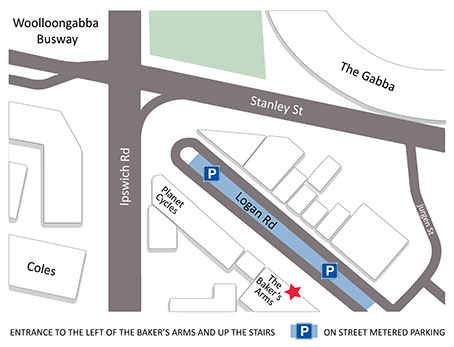 Woolloongabba
Busway
The Gabba
Stanley St
Ipswich Rd
P
Planet
Cycles
Logan Rd
Jurgen St
Coles
The
Baker's
Arms
P
ENTRANCE TO THE LEFT OF THE BAKER'S ARMS AND UP THE STAIRS
P ON STREET METERED PARKING